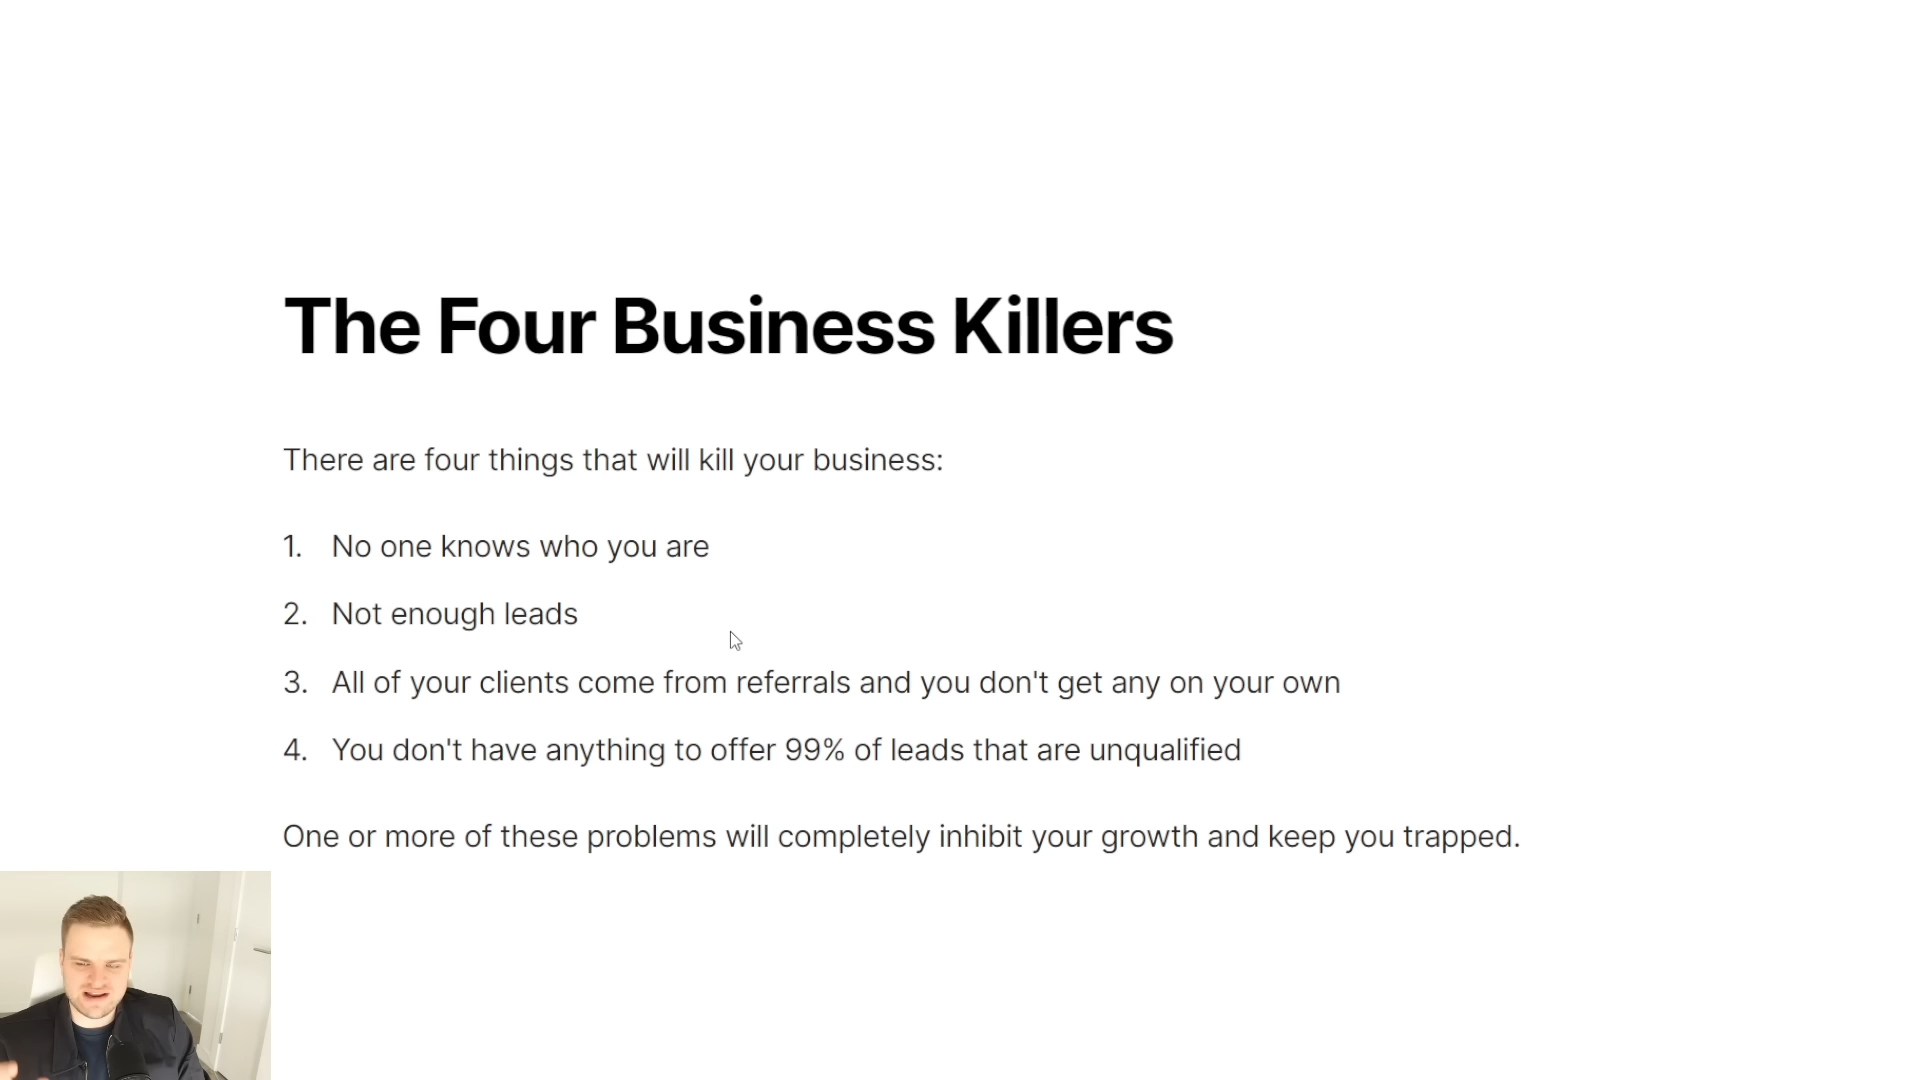 The Four Business Killers
There are four things that will kill your business:
1. No one knows who you are
2. Not enough leads
3. All of your clients come from referrals and you don't get any on your own
4. You don't have anything to offer 99% of leads that are unqualified
One or more of these problems will completely inhibit your growth and keep you trapped.